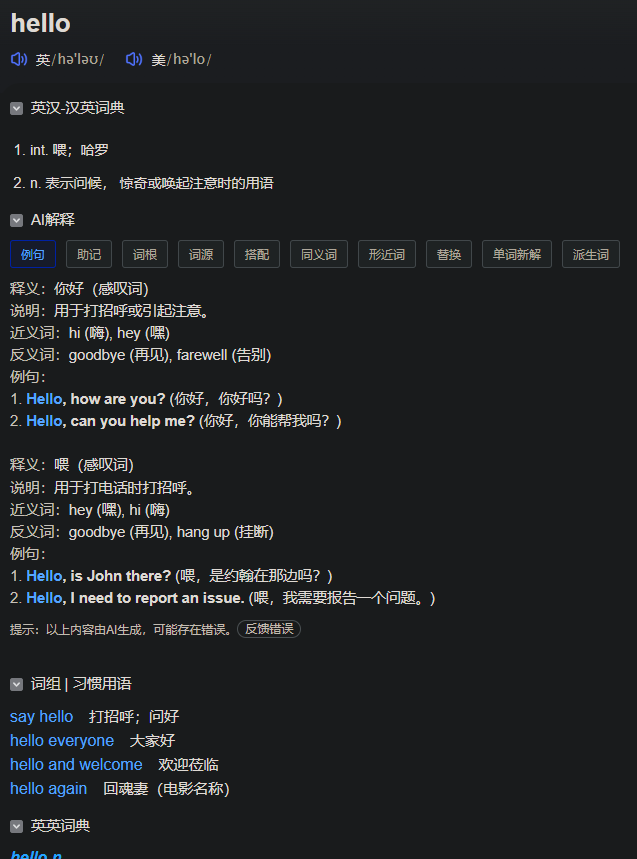 hello
英/həˈləʊ/ 美/həˈlo/
英汉-汉英词典
1. int. 喂；哈罗
2. n. 表示问候， 惊奇或唤起注意时的用语
AI解释
例句 助记 词根 词源 搭配 同义词 形近词 替换 单词新解 派生词
释义：你好（感叹词）
说明：用于打招呼或引起注意。
近义词：hi (嗨), hey (嘿)
反义词：goodbye (再见), farewell (告别)
例句：
1. Hello, how are you? (你好，你好吗？)
2. Hello, can you help me? (你好，你能帮我吗？)
释义：喂（感叹词）
说明：用于打电话时打招呼。
近义词：hey (嘿), hi (嗨)
反义词：goodbye (再见), hang up (挂断)
例句：
1. Hello, is John there? (喂，是约翰在那边吗？)
2. Hello, I need to report an issue. (喂，我需要报告一个问题。)
提示：以上内容由AI生成，可能存在错误。 反馈错误
词组 | 习惯用语
say hello 打招呼；问好
hello everyone 大家好
hello and welcome 欢迎莅临
hello again 回魂妻（电影名称）
英英词典
hello n